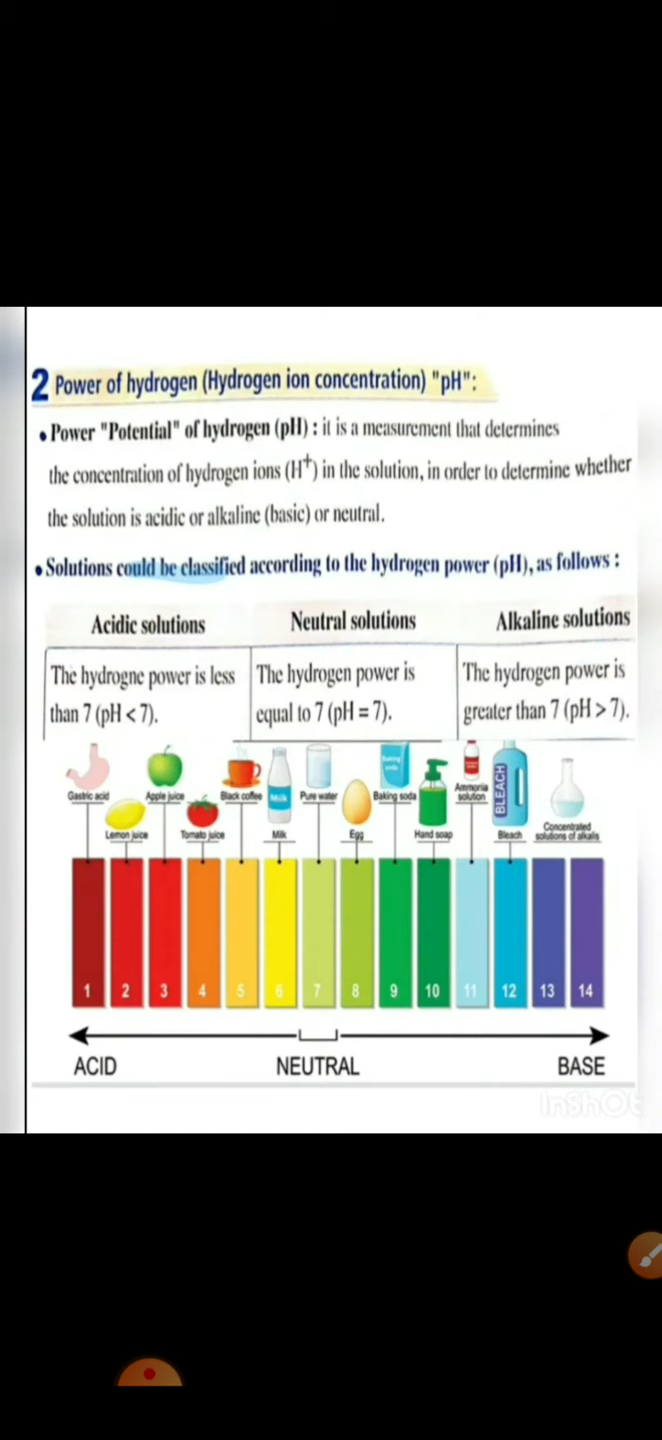 2 Power of hydrogen (Hydrogen ion concentration) "pH":
• Power "Potential" of hydrogen (pH) : it is a measurement that determines
the concentration of hydrogen ions (H⁺) in the solution, in order to determine whether
the solution is acidic or alkaline (basic) or neutral.
• Solutions could be classified according to the hydrogen power (pH), as follows :
Acidic solutions Neutral solutions Alkaline solutions
The hydrogne power is less The hydrogen power is The hydrogen power is
than 7 (pH < 7). equal to 7 (pH = 7). greater than 7 (pH > 7).
Baking soda
Milk
BLEACH
Gastric acid Apple juice Black coffee Pure water Baking soda Ammonia
solution
Lemon juice Tomato juice Milk Egg Hand soap Bleach Concentrated
solutions of alkalis
1 2 3 4 5 6 7 8 9 10 11 12 13 14
ACID NEUTRAL BASE
InShOt